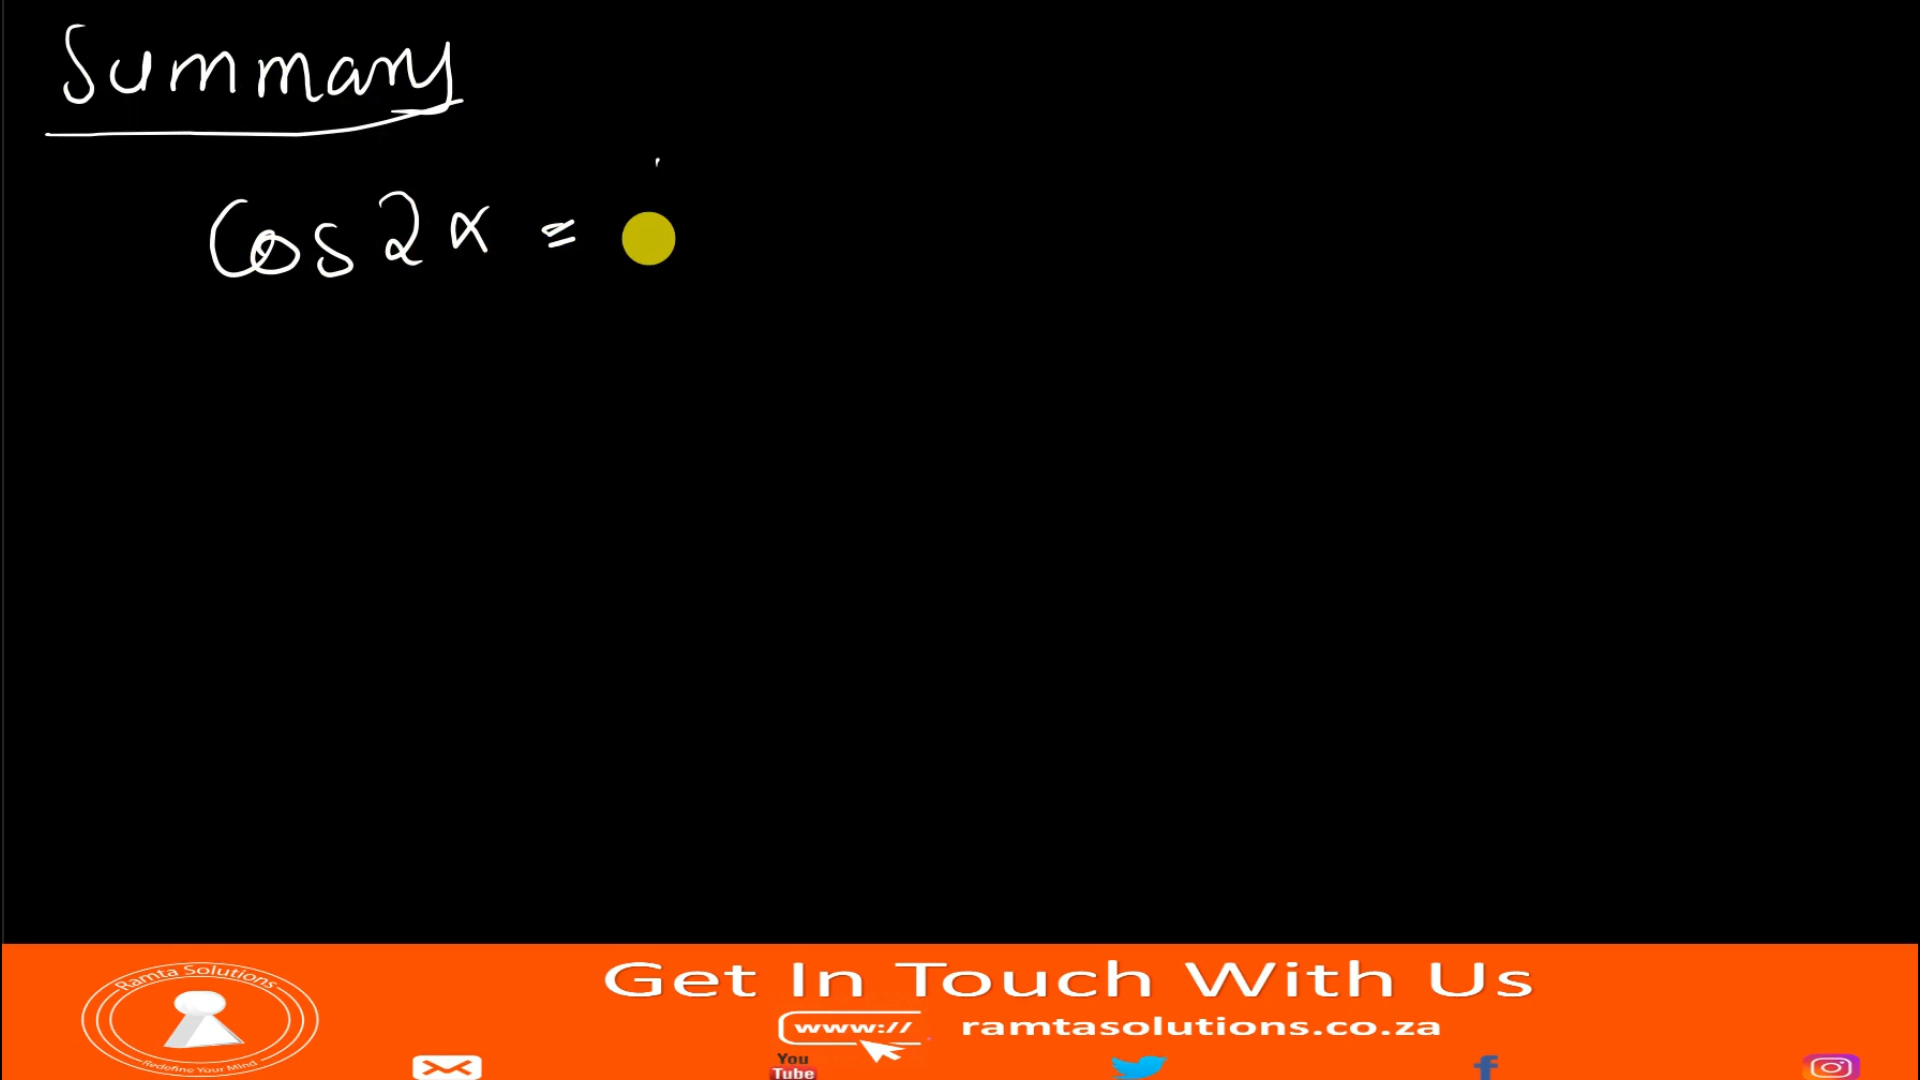 Summary
Cos 2α =
Get In Touch With Us
www:// ramtasolutions.co.za
Ramta Solutions
Redefine Your Mind
You
Tube